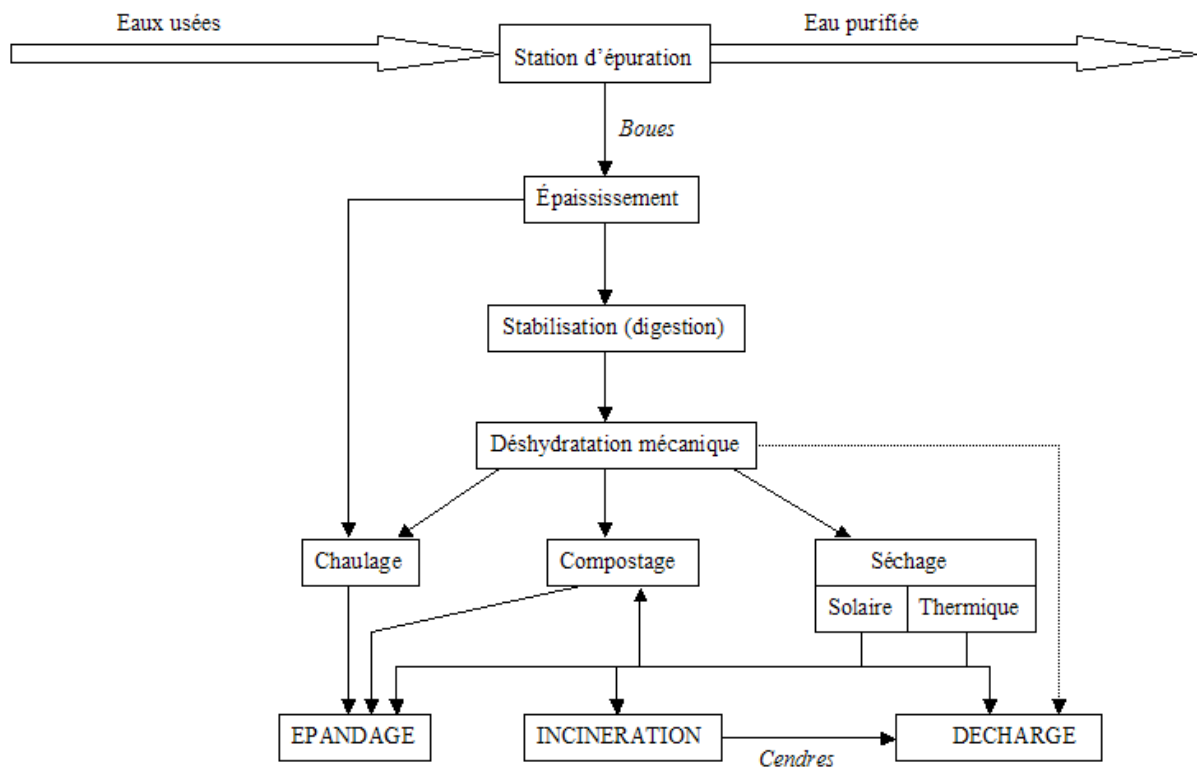 Eaux usées
Eau purifiée
Station d’épuration
Boues
Épaississement
Stabilisation (digestion)
Déshydratation mécanique
Chaulage
Compostage
Séchage
Solaire
Thermique
EPANDAGE
INCINERATION
DECHARGE
Cendres